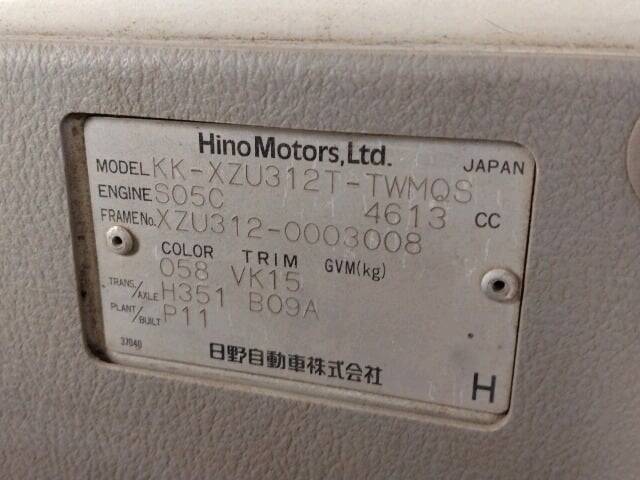 Hino Motors, Ltd.
JAPAN
MODEL KK-XZU312T-TWMQS
ENGINE S05C 4613 CC
FRAME No. XZU312-0003008
COLOR TRIM GVM(kg)
058 VK15
TRANS./AXLE H351 B09A
PLANT/BUILT P11
37040
日野自動車株式会社
H